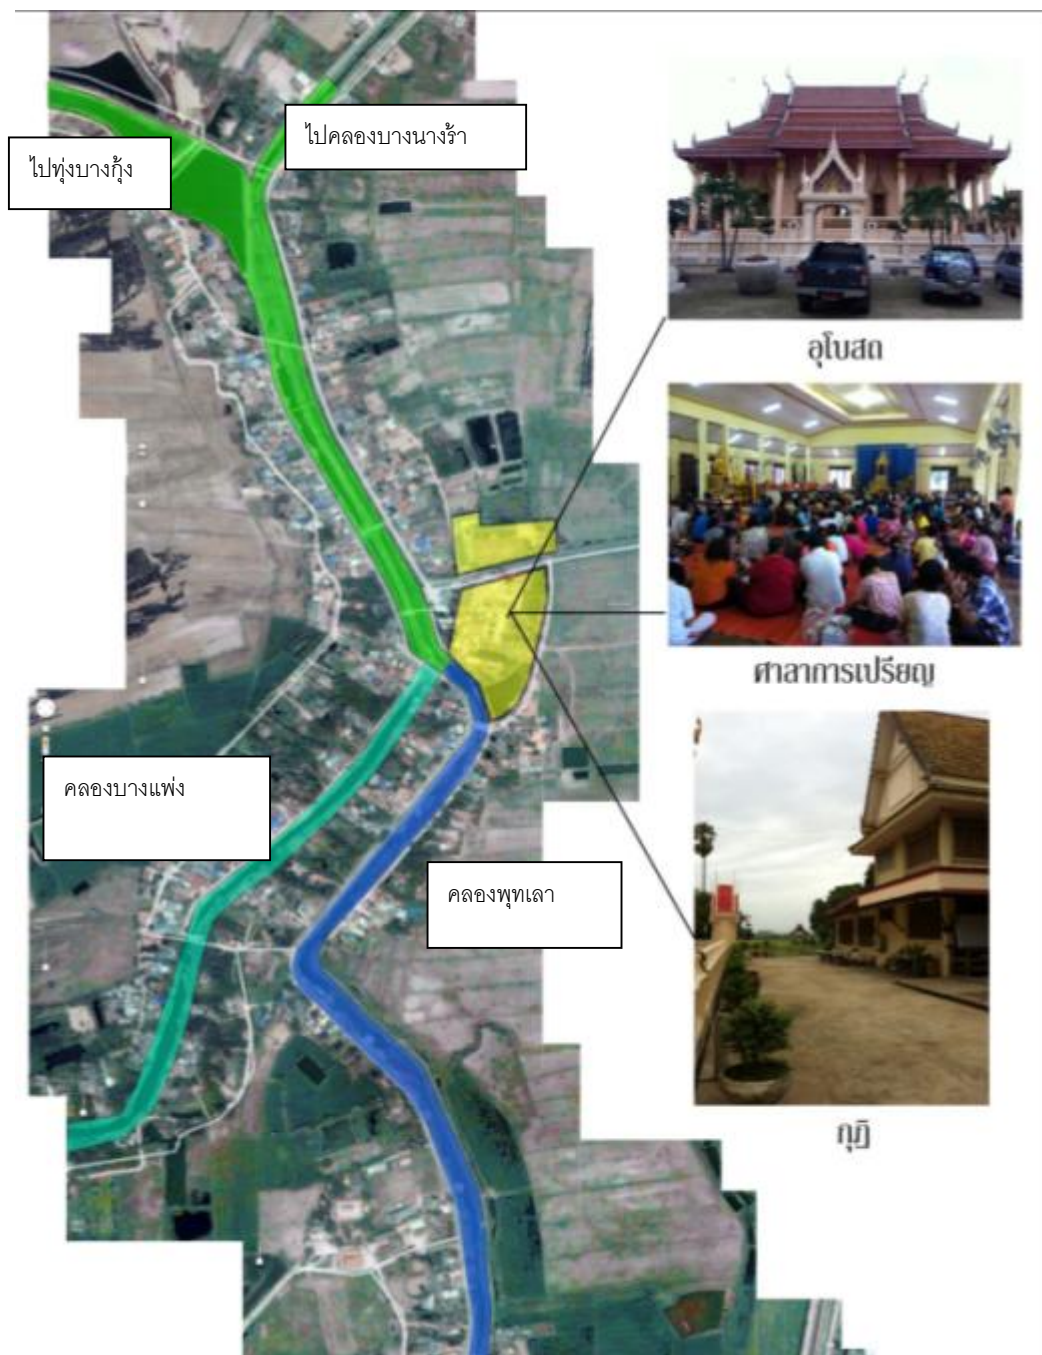 ไปคลองบางนางร้า
ไปทุ่งบางกุ้ง
อุโบสถ
ศาลาการเปรียญ
คลองบางแพ่ง
คลองพุทเลา
กุฏิ